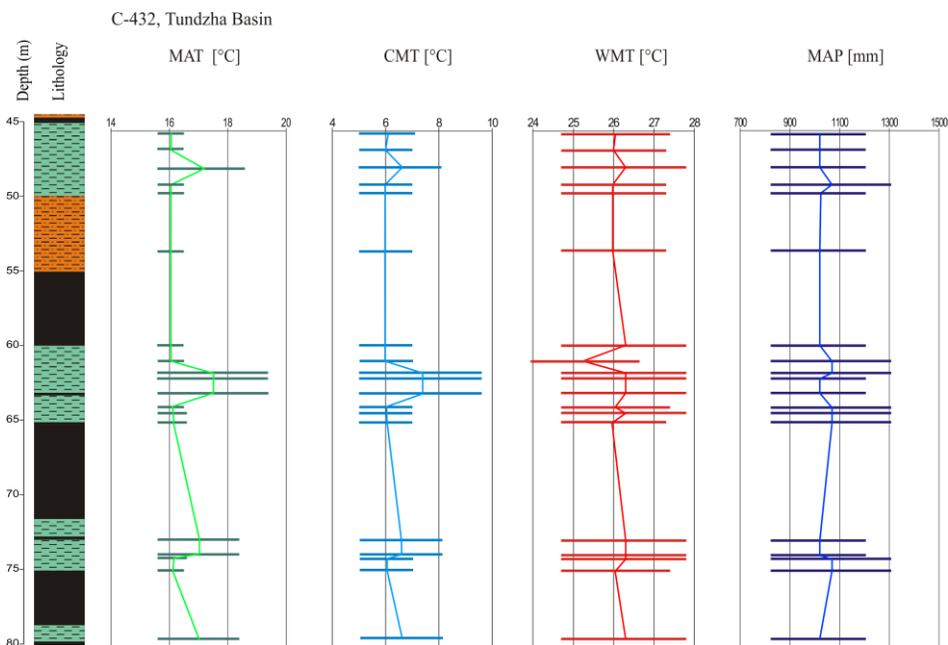 C-432, Tundzha Basin
Depth (m)
Lithology
MAT [°C]
CMT [°C]
WMT [°C]
MAP [mm]
14 16 18 20
4 6 8 10
24 25 26 27 28
700 900 1100 1300 1500
45
50
55
60
65
70
75
80